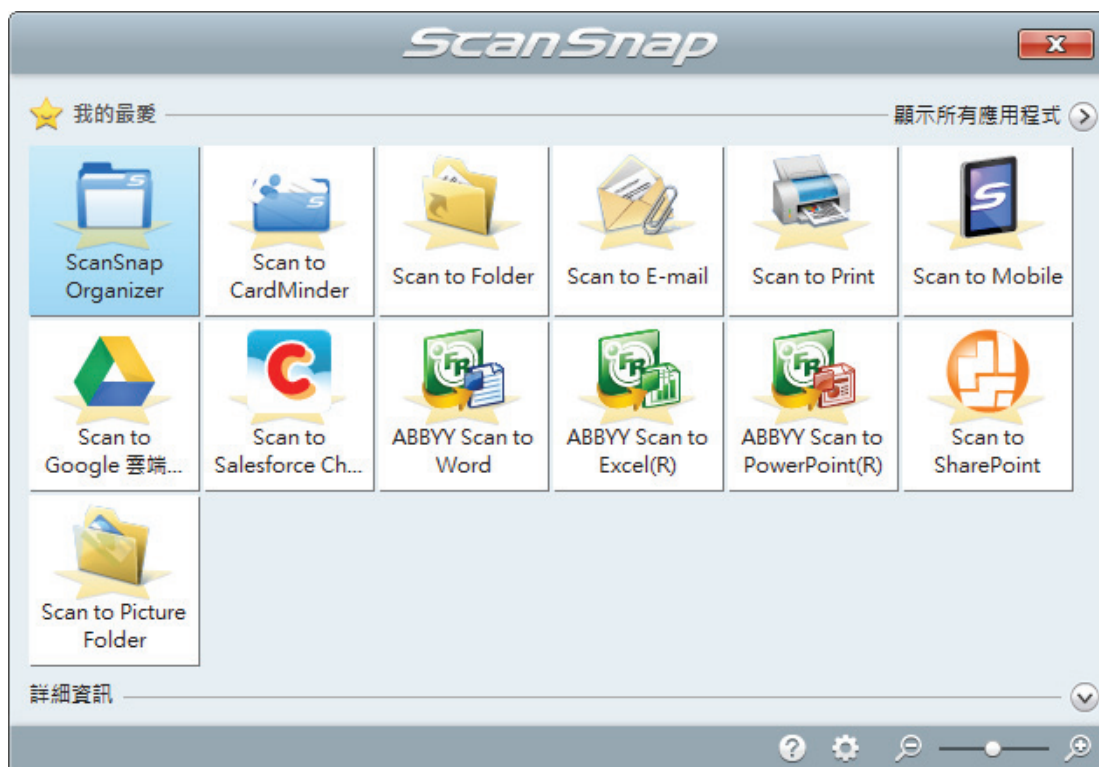 ScanSnap
我的最愛
顯示所有應用程式
ScanSnap
Organizer
Scan to
CardMinder
Scan to Folder
Scan to E-mail
Scan to Print
Scan to Mobile
Scan to
Google 雲端...
Scan to
Salesforce Ch...
ABBYY Scan to
Word
ABBYY Scan to
Excel(R)
ABBYY Scan to
PowerPoint(R)
Scan to
SharePoint
Scan to Picture
Folder
詳細資訊